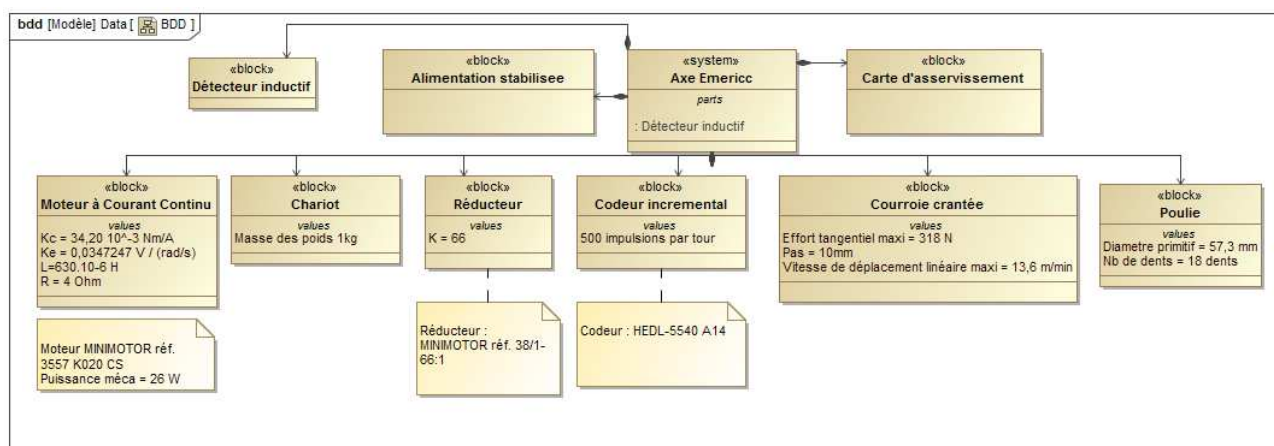 bdd [Modèle] Data [ BDD ]
«block»
Détecteur inductif
«block»
Alimentation stabilisee
«system»
Axe Emericc
parts
: Détecteur inductif
«block»
Carte d'asservissement
«block»
Moteur à Courant Continu
values
Kc = 34,20 10^-3 Nm/A
Ke = 0,0347247 V / (rad/s)
L=630.10-6 H
R = 4 Ohm
«block»
Chariot
values
Masse des poids 1kg
«block»
Réducteur
values
K = 66
«block»
Codeur incremental
values
500 impulsions par tour
«block»
Courroie crantée
values
Effort tangentiel maxi = 318 N
Pas = 10mm
Vitesse de déplacement linéaire maxi = 13,6 m/min
«block»
Poulie
values
Diametre primitif = 57,3 mm
Nb de dents = 18 dents
Moteur MINIMOTOR réf.
3557 K020 CS
Puissance méca = 26 W
Réducteur :
MINIMOTOR réf. 38/1-
66:1
Codeur : HEDL-5540 A14